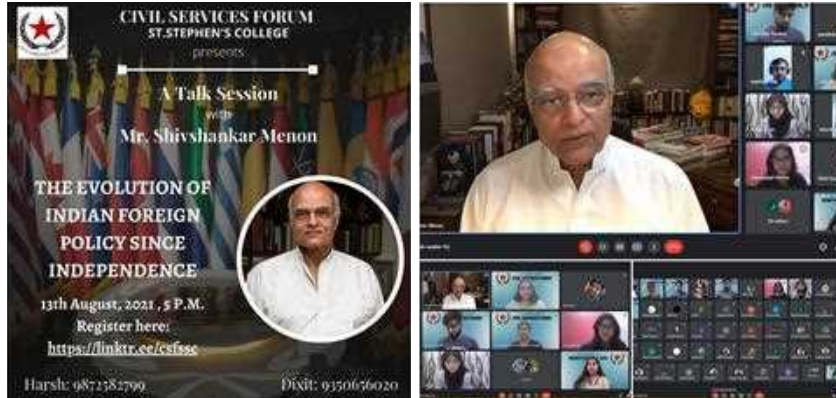 CIVIL SERVICES FORUM
ST.STEPHEN'S COLLEGE
presents
A Talk Session
with
Mr. Shivshankar Menon
THE EVOLUTION OF
INDIAN FOREIGN
POLICY SINCE
INDEPENDENCE
13th August, 2021 , 5 P.M.
Register here:
https://linktr.ee/csfssc
Harsh: 9872582799
Dixit: 9350656020